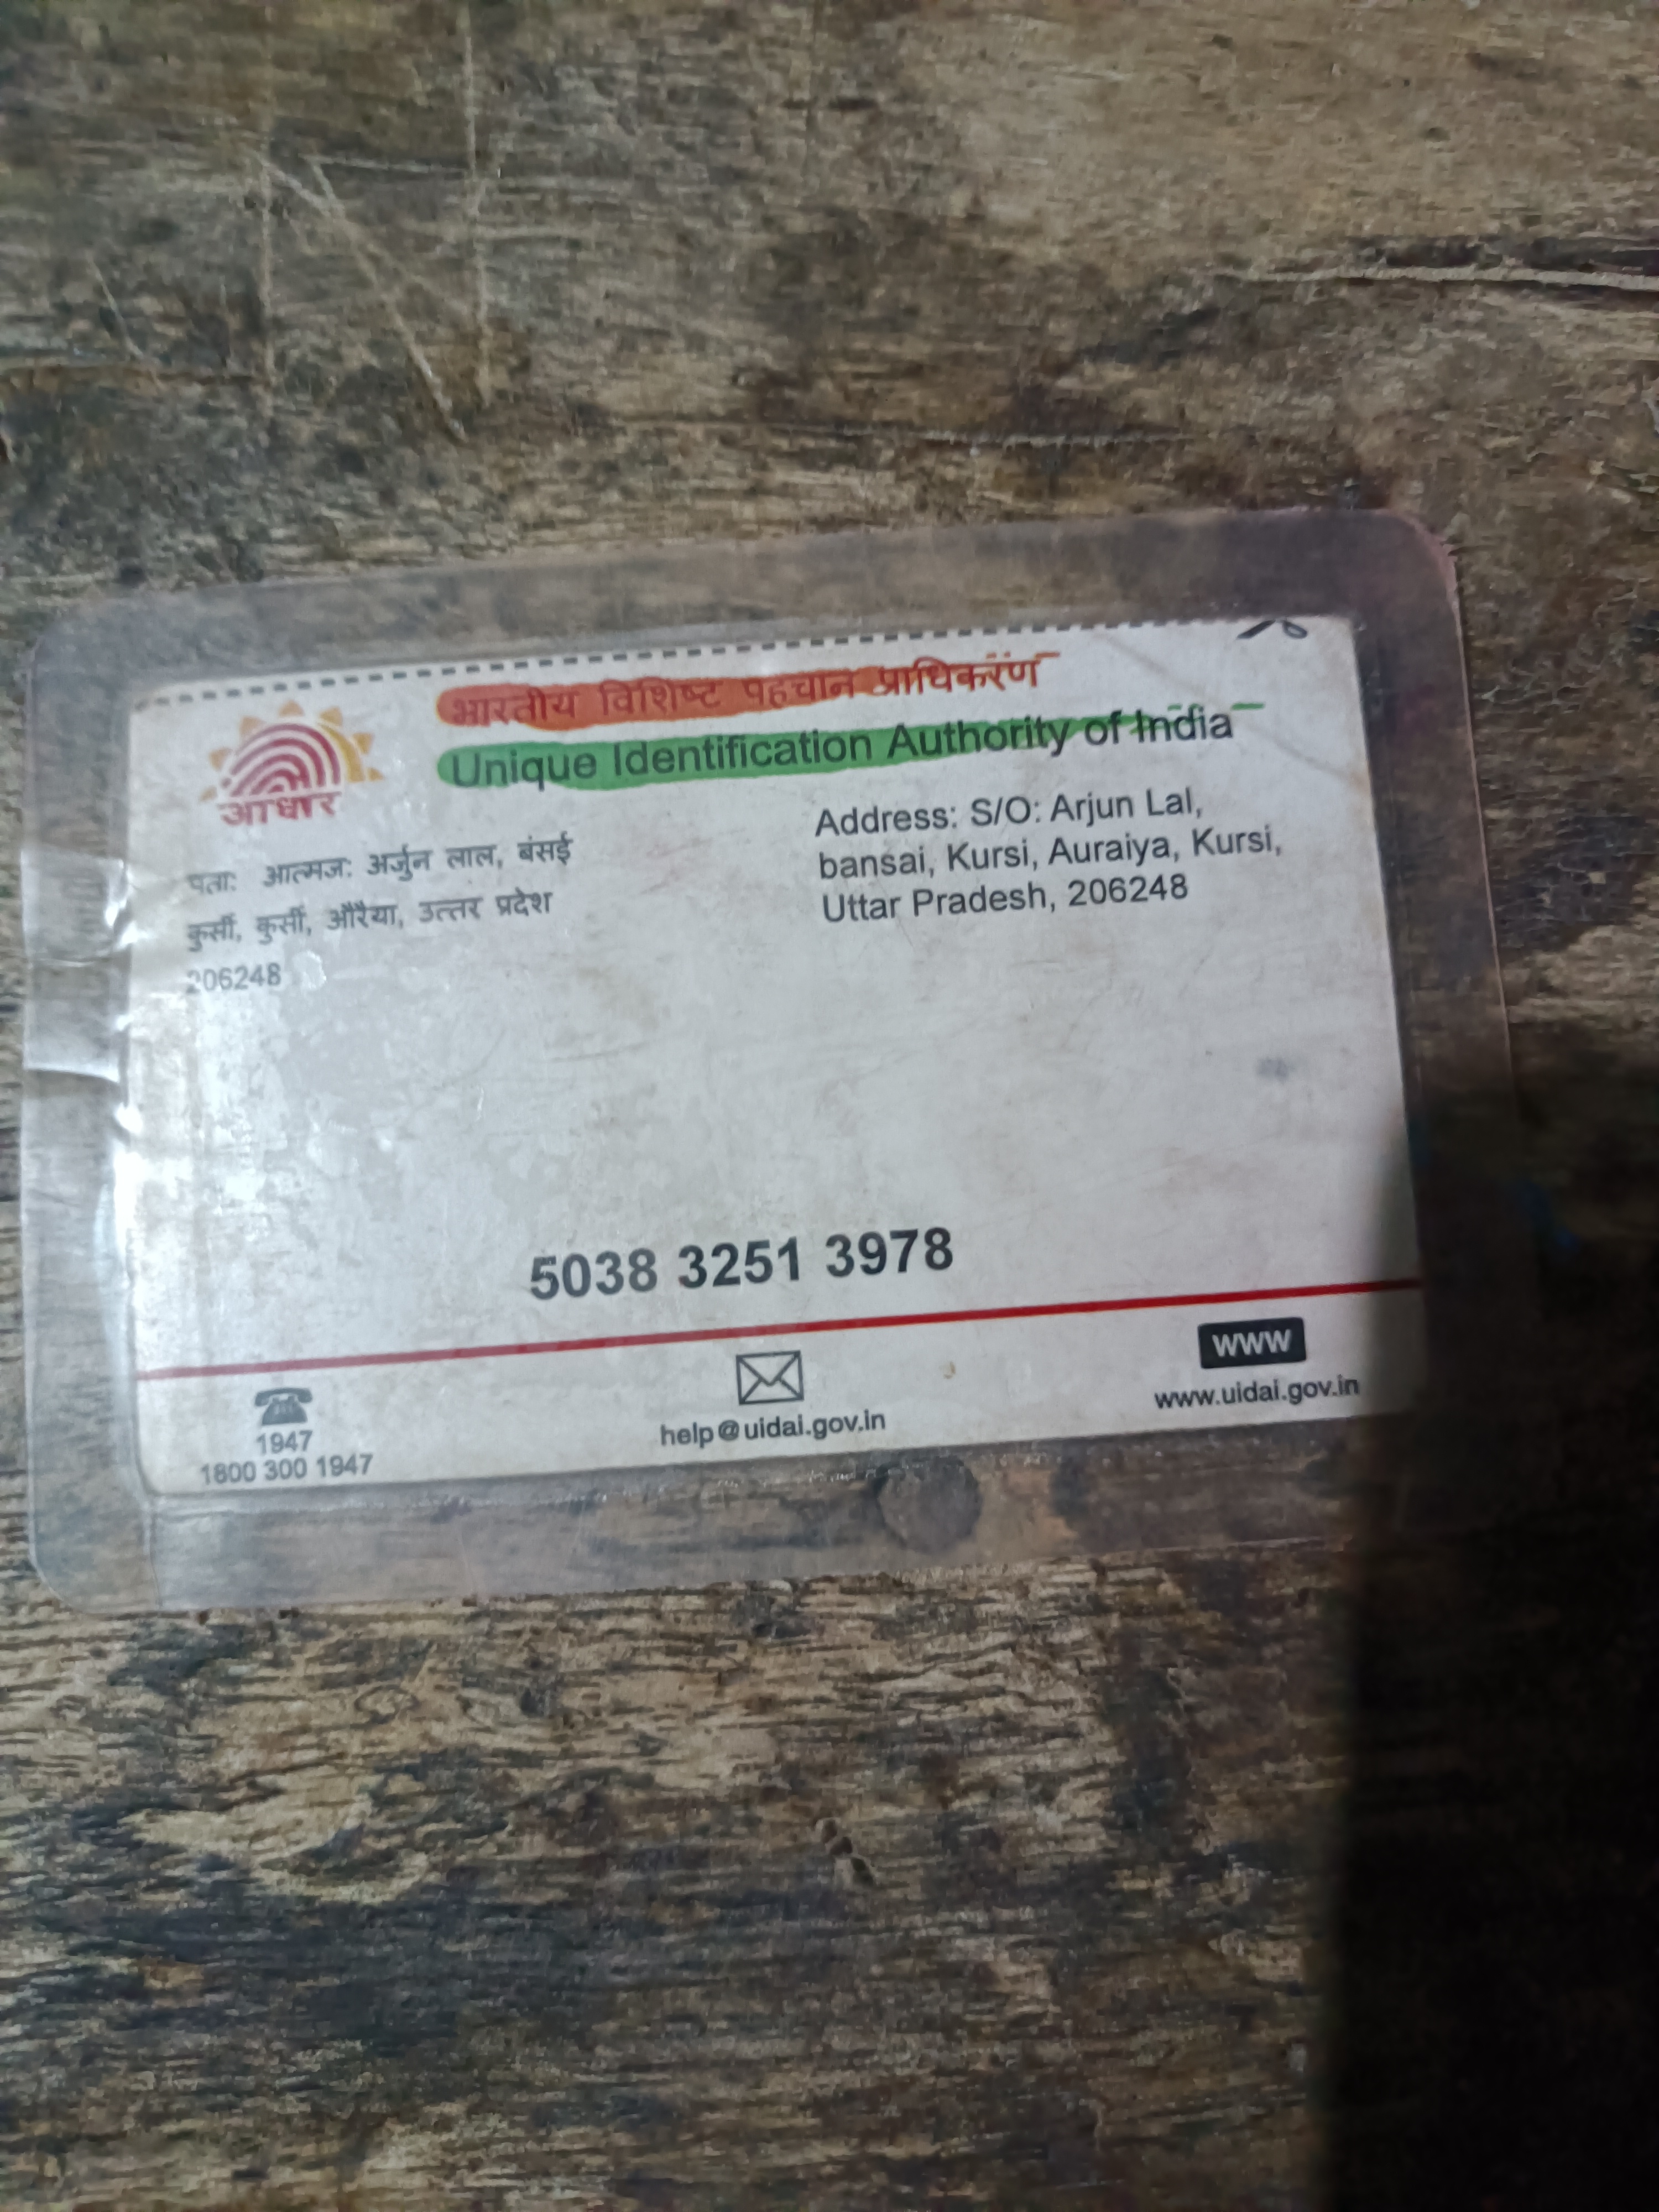 भारतीय विशिष्ट पहचान प्राधिकरण
Unique Identification Authority of India
आधार
पता: आत्मज: अर्जुन लाल, बंसई
कुर्सी, कुर्सी, औरैया, उत्तर प्रदेश
206248
Address: S/O: Arjun Lal,
bansai, Kursi, Auraiya, Kursi,
Uttar Pradesh, 206248
5038 3251 3978
1947
1800 300 1947
help@uidai.gov.in
WWW
www.uidai.gov.in